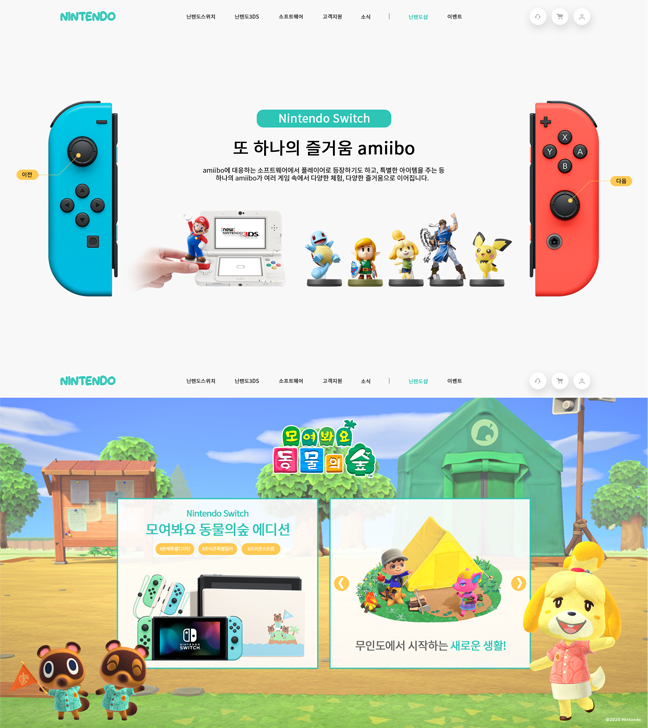 NINTENDO
닌텐도스위치 닌텐도3DS 소프트웨어 고객지원 소식 | 닌텐도샵 이벤트
Nintendo Switch
또 하나의 즐거움 amiibo
amiibo에 대응하는 소프트웨어에서 플레이어로 등장하기도 하고, 특별한 아이템을 주는 등
하나의 amiibo가 여러 게임 속에서 다양한 체험, 다양한 즐거움으로 이어집니다.
이전
다음
X
Y A
B
new
NINTENDO3DS
NINTENDO
닌텐도스위치 닌텐도3DS 소프트웨어 고객지원 소식 | 닌텐도샵 이벤트
모여봐요
동물의숲
Nintendo Switch
모여봐요 동물의숲 에디션
NINTENDO
SWITCH
무인도에서 시작하는 새로운 생활!
©2020 Nintendo